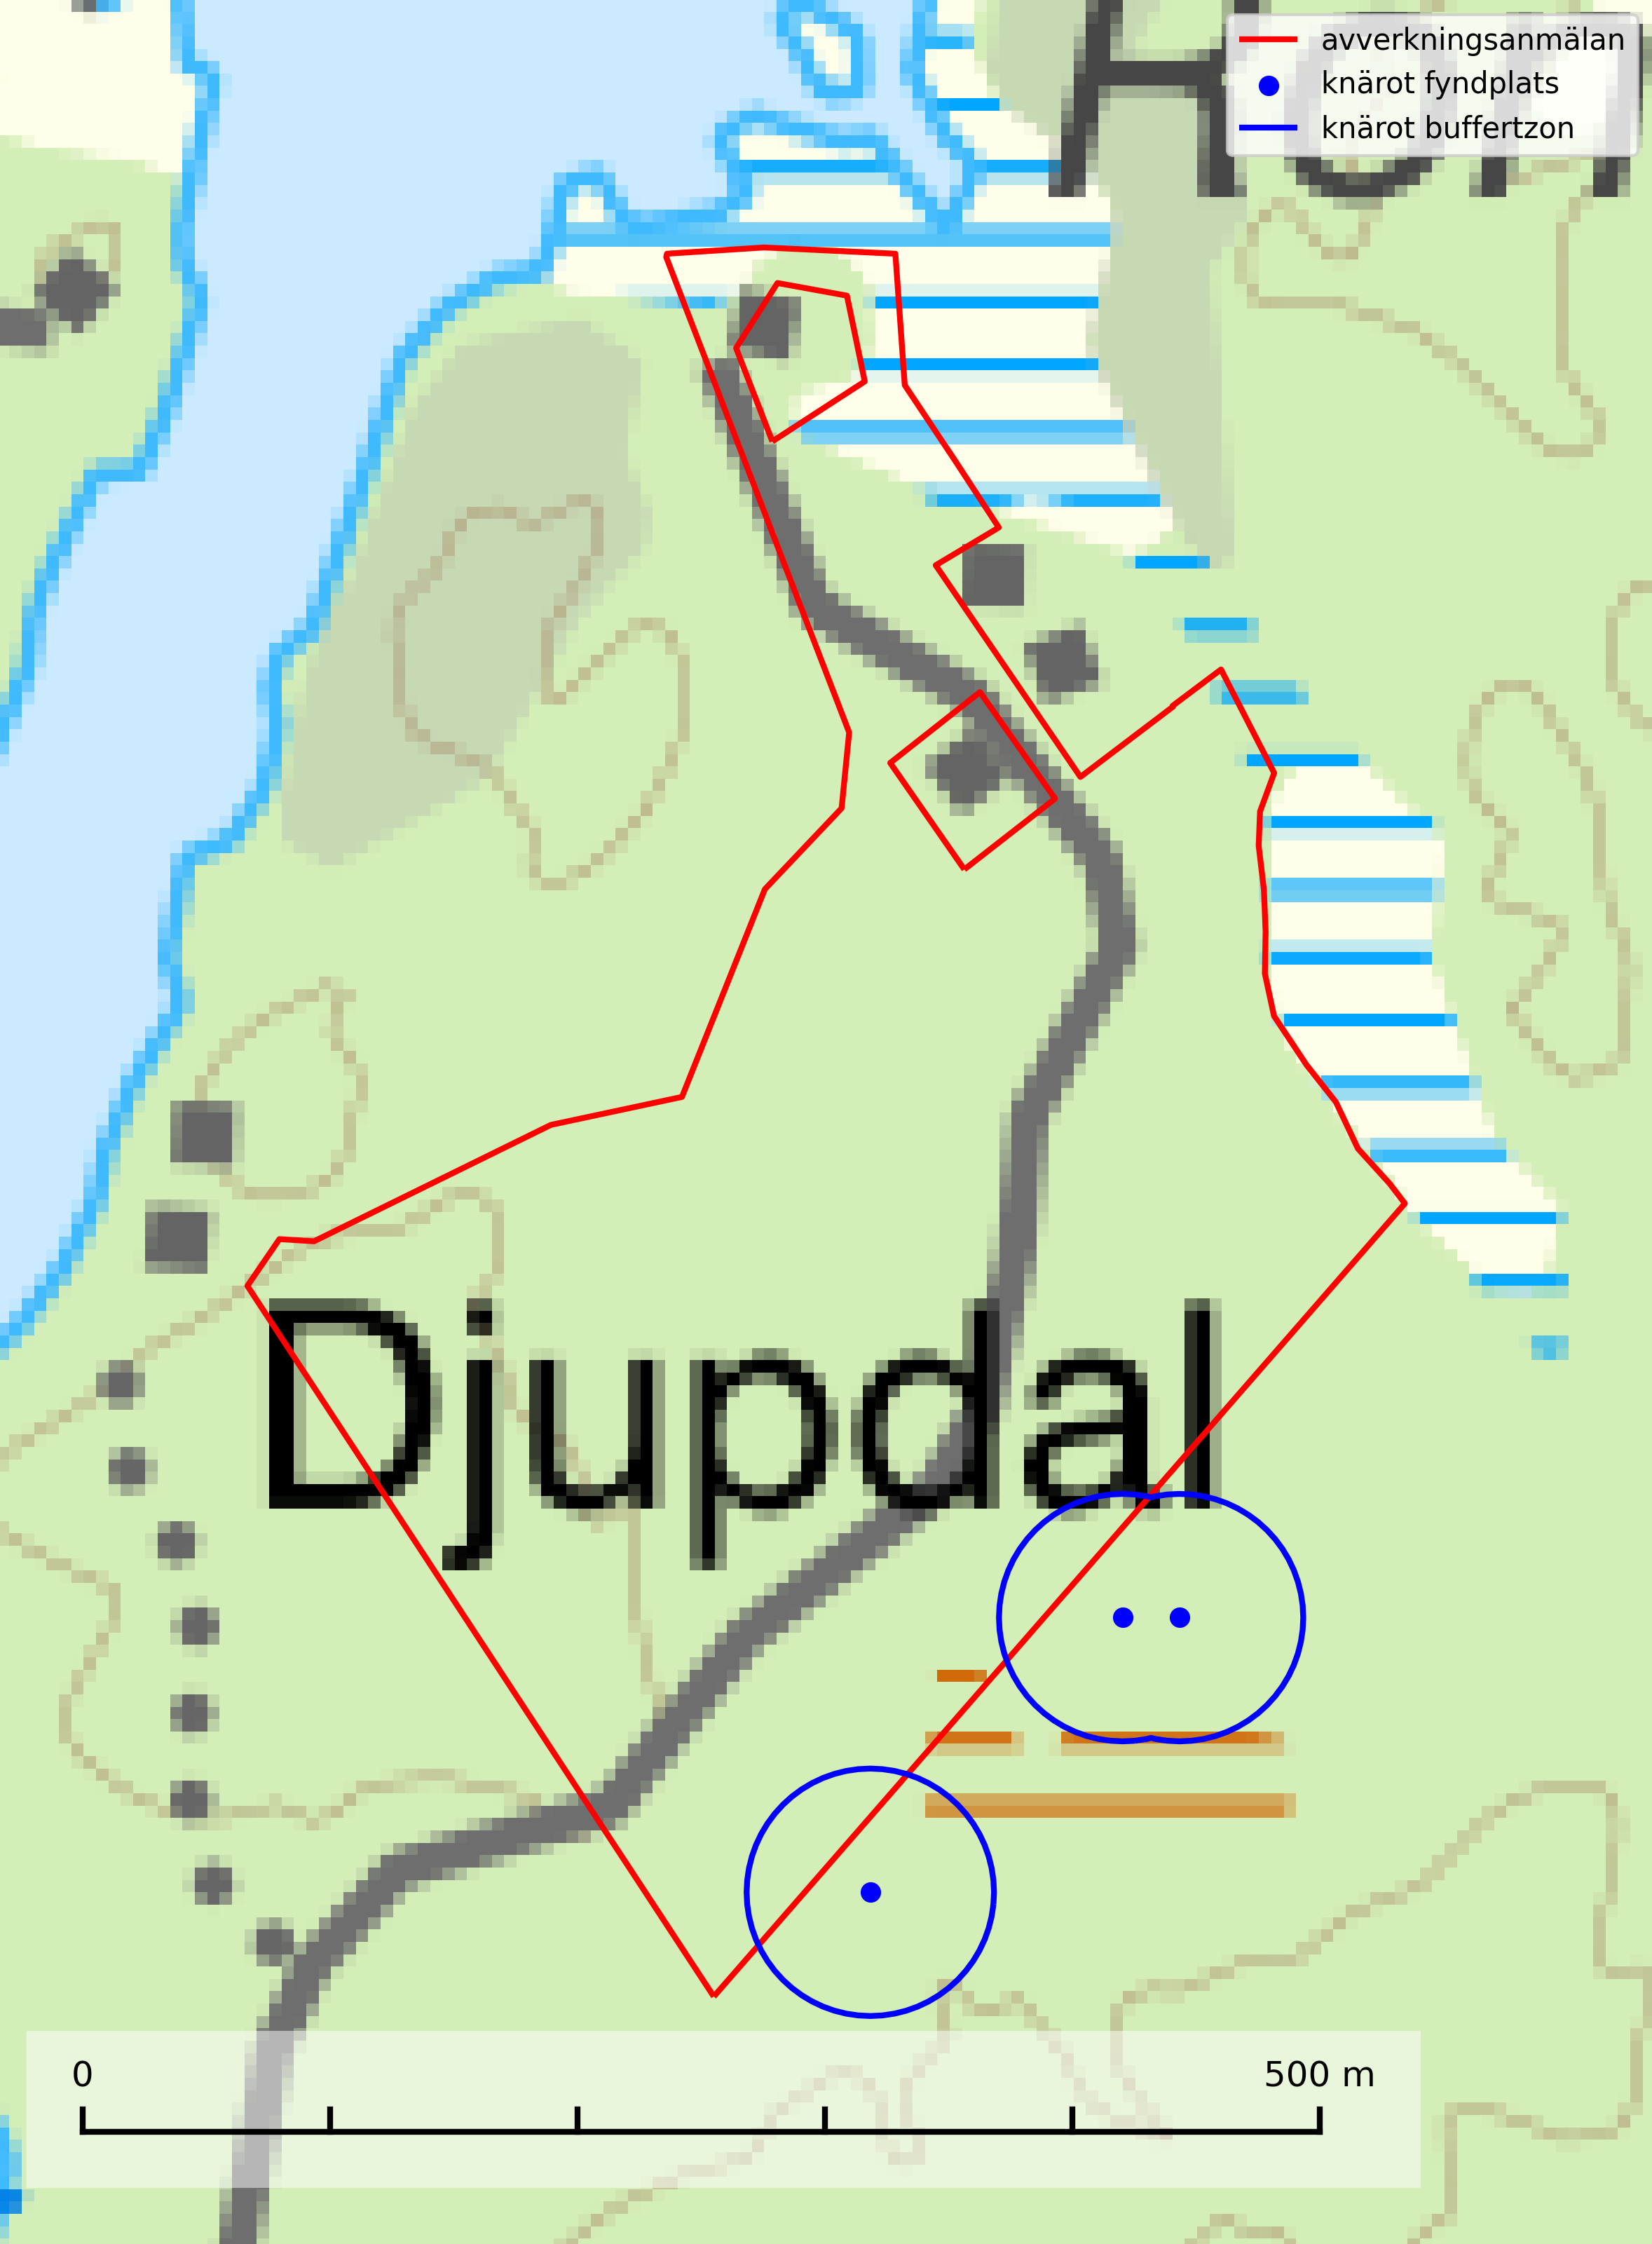 avverkningsanmälan
knärot fyndplats
knärot buffertzon
Djupdal
0 500 m